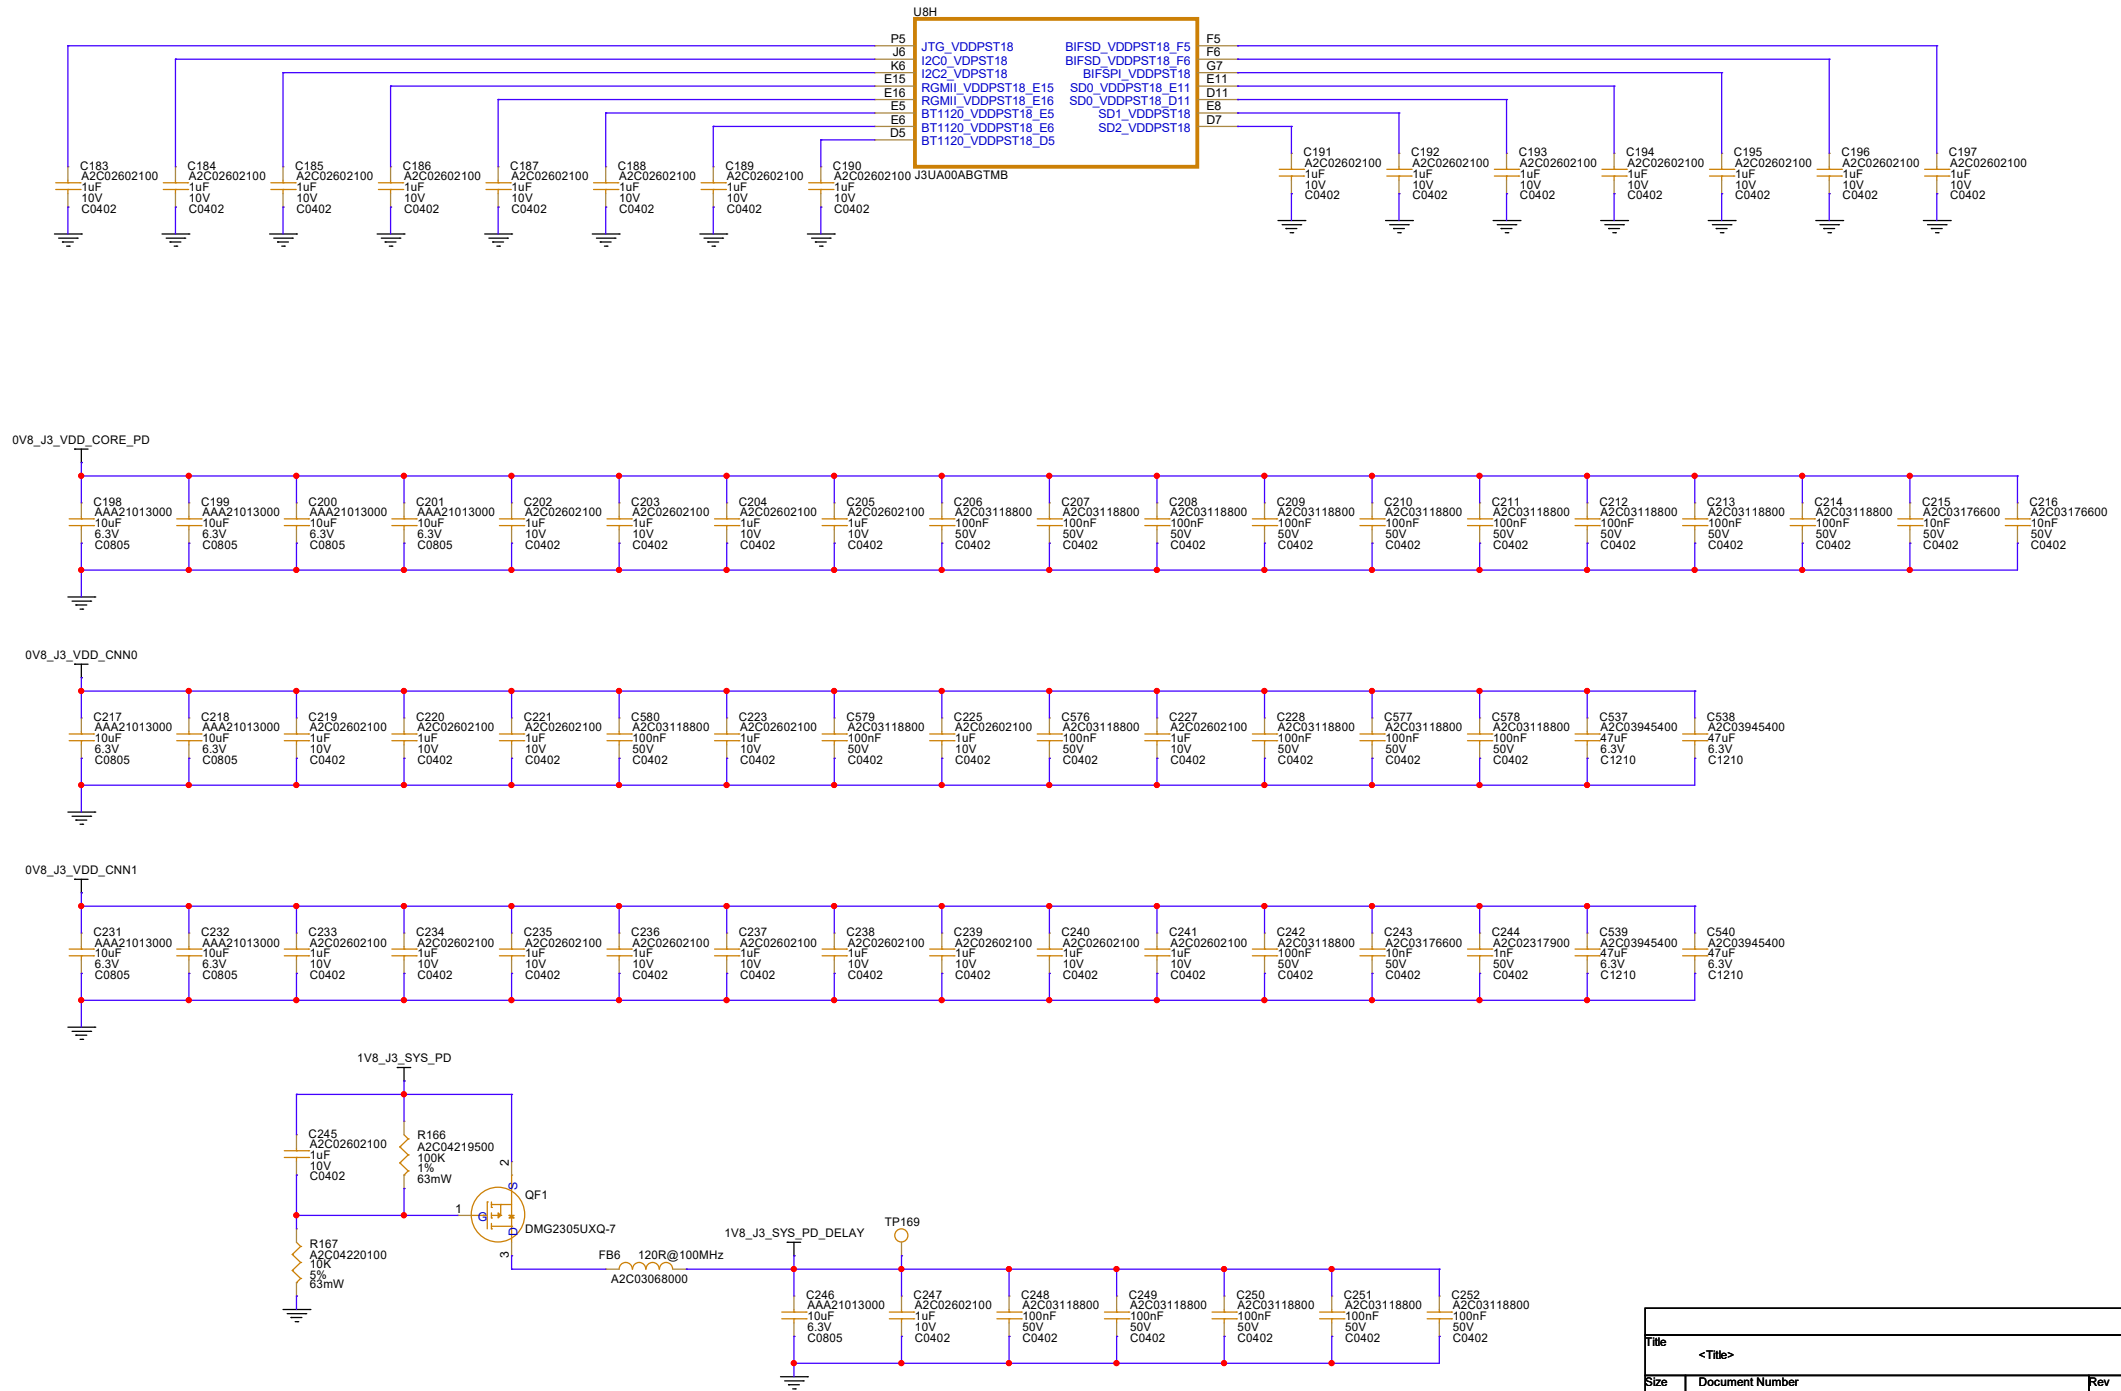 U8H
P5
J6
K6
E15
E16
E5
E6
D5
JTG_VDDPST18
I2C0_VDPST18
I2C2_VDPST18
RGMII_VDDPST18_E15
RGMII_VDDPST18_E16
BT1120_VDDPST18_E5
BT1120_VDDPST18_E6
BT1120_VDDPST18_D5
BIFSD_VDDPST18_F5
BIFSD_VDDPST18_F6
BIFSPI_VDDPST18
SD0_VDDPST18_E11
SD0_VDDPST18_D11
SD1_VDDPST18
SD2_VDDPST18
F5
F6
G7
E11
D11
E8
D7
J3UA00ABGTMB
C183
A2C02602100
1uF
10V
C0402
C184
A2C02602100
1uF
10V
C0402
C185
A2C02602100
1uF
10V
C0402
C186
A2C02602100
1uF
10V
C0402
C187
A2C02602100
1uF
10V
C0402
C188
A2C02602100
1uF
10V
C0402
C189
A2C02602100
1uF
10V
C0402
C190
A2C02602100
1uF
10V
C0402
C191
A2C02602100
1uF
10V
C0402
C192
A2C02602100
1uF
10V
C0402
C193
A2C02602100
1uF
10V
C0402
C194
A2C02602100
1uF
10V
C0402
C195
A2C02602100
1uF
10V
C0402
C196
A2C02602100
1uF
10V
C0402
C197
A2C02602100
1uF
10V
C0402
0V8_J3_VDD_CORE_PD
C198
AAA21013000
10uF
6.3V
C0805
C199
AAA21013000
10uF
6.3V
C0805
C200
AAA21013000
10uF
6.3V
C0805
C201
AAA21013000
10uF
6.3V
C0805
C202
A2C02602100
1uF
10V
C0402
C203
A2C02602100
1uF
10V
C0402
C204
A2C02602100
1uF
10V
C0402
C205
A2C02602100
1uF
10V
C0402
C206
A2C03118800
100nF
50V
C0402
C207
A2C03118800
100nF
50V
C0402
C208
A2C03118800
100nF
50V
C0402
C209
A2C03118800
100nF
50V
C0402
C210
A2C03118800
100nF
50V
C0402
C211
A2C03118800
100nF
50V
C0402
C212
A2C03118800
100nF
50V
C0402
C213
A2C03118800
100nF
50V
C0402
C214
A2C03118800
100nF
50V
C0402
C215
A2C03176600
10nF
50V
C0402
C216
A2C03176600
10nF
50V
C0402
0V8_J3_VDD_CNN0
C217
AAA21013000
10uF
6.3V
C0805
C218
AAA21013000
10uF
6.3V
C0805
C219
A2C02602100
1uF
10V
C0402
C220
A2C02602100
1uF
10V
C0402
C221
A2C02602100
1uF
10V
C0402
C580
A2C03118800
100nF
50V
C0402
C223
A2C02602100
1uF
10V
C0402
C579
A2C03118800
100nF
50V
C0402
C225
A2C02602100
1uF
10V
C0402
C576
A2C03118800
100nF
50V
C0402
C227
A2C02602100
1uF
10V
C0402
C228
A2C03118800
100nF
50V
C0402
C577
A2C03118800
100nF
50V
C0402
C578
A2C03118800
100nF
50V
C0402
C537
A2C03945400
47uF
6.3V
C1210
C538
A2C03945400
47uF
6.3V
C1210
0V8_J3_VDD_CNN1
C231
AAA21013000
10uF
6.3V
C0805
C232
AAA21013000
10uF
6.3V
C0805
C233
A2C02602100
1uF
10V
C0402
C234
A2C02602100
1uF
10V
C0402
C235
A2C02602100
1uF
10V
C0402
C236
A2C02602100
1uF
10V
C0402
C237
A2C02602100
1uF
10V
C0402
C238
A2C02602100
1uF
10V
C0402
C239
A2C02602100
1uF
10V
C0402
C240
A2C02602100
1uF
10V
C0402
C241
A2C02602100
1uF
10V
C0402
C242
A2C03118800
100nF
50V
C0402
C243
A2C03176600
10nF
50V
C0402
C244
A2C02317900
1nF
50V
C0402
C539
A2C03945400
47uF
6.3V
C1210
C540
A2C03945400
47uF
6.3V
C1210
1V8_J3_SYS_PD
C245
A2C02602100
1uF
10V
C0402
R166
A2C04219500
100K
1%
63mW
2
S
QF1
1
G
DMG2305UXQ-7
D
3
R167
A2C04220100
10K
5%
63mW
FB6 120R@100MHz
A2C03068000
1V8_J3_SYS_PD_DELAY
TP169
C246
AAA21013000
10uF
6.3V
C0805
C247
A2C02602100
1uF
10V
C0402
C248
A2C03118800
100nF
50V
C0402
C249
A2C03118800
100nF
50V
C0402
C250
A2C03118800
100nF
50V
C0402
C251
A2C03118800
100nF
50V
C0402
C252
A2C03118800
100nF
50V
C0402
Title
<Title>
Size Document Number Rev